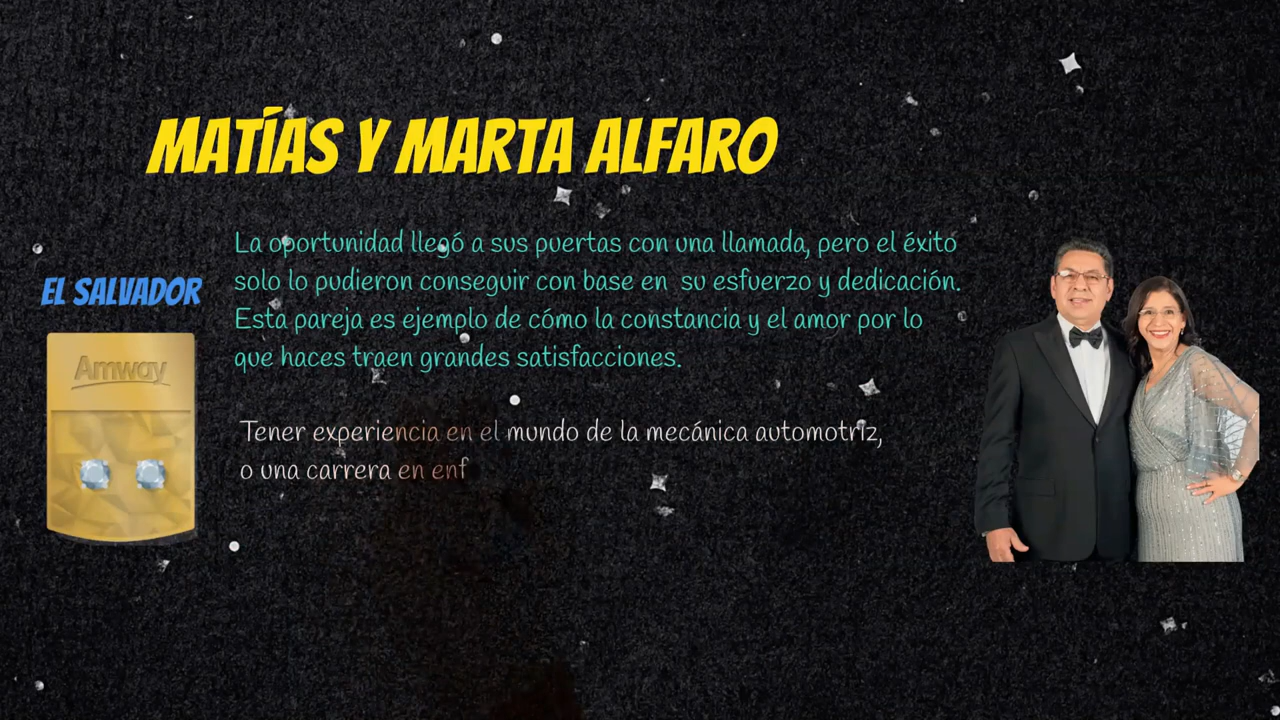 MATÍAS Y MARTA ALFARO
EL SALVADOR
Amway
La oportunidad llegó a sus puertas con una llamada, pero el éxito
solo lo pudieron conseguir con base en su esfuerzo y dedicación.
Esta pareja es ejemplo de cómo la constancia y el amor por lo
que haces traen grandes satisfacciones.
Tener experiencia en el mundo de la mecánica automotriz,
o una carrera en enf